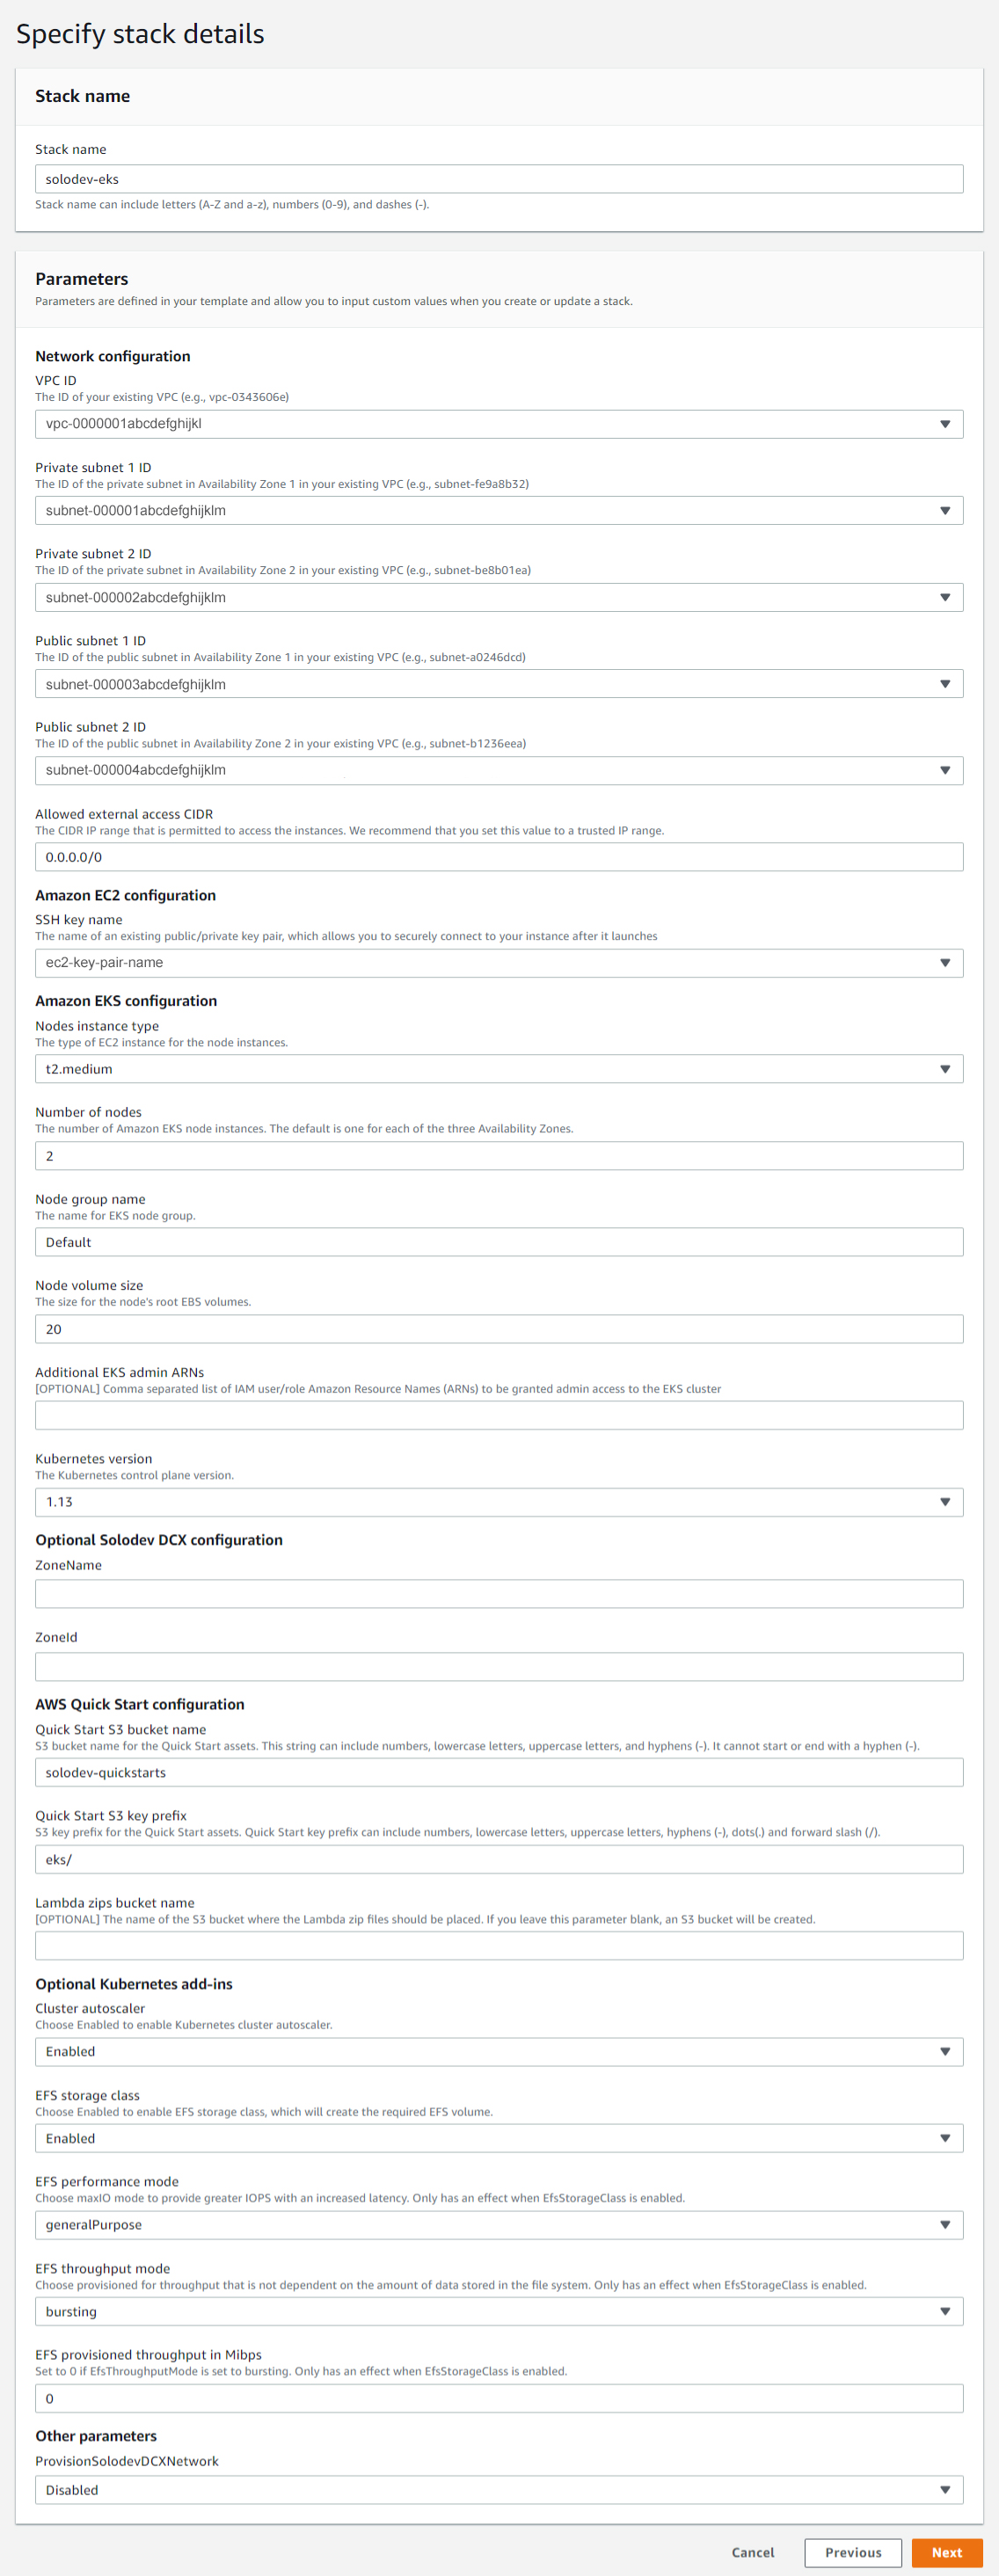 Specify stack details
Stack name
Stack name
solodev-eks
Stack name can include letters (A-Z and a-z), numbers (0-9), and dashes (-).
Parameters
Parameters are defined in your template and allow you to input custom values when you create or update a stack.
Network configuration
VPC ID
The ID of your existing VPC (e.g., vpc-0343606e)
vpc-0000001abcdefghijkl
Private subnet 1 ID
The ID of the private subnet in Availability Zone 1 in your existing VPC (e.g., subnet-fe9a8b32)
subnet-000001abcdefghijklm
Private subnet 2 ID
The ID of the private subnet in Availability Zone 2 in your existing VPC (e.g., subnet-be8b01ea)
subnet-000002abcdefghijklm
Public subnet 1 ID
The ID of the public subnet in Availability Zone 1 in your existing VPC (e.g., subnet-a0246dcd)
subnet-000003abcdefghijklm
Public subnet 2 ID
The ID of the public subnet in Availability Zone 2 in your existing VPC (e.g., subnet-b1236eea)
subnet-000004abcdefghijklm
Allowed external access CIDR
The CIDR IP range that is permitted to access the instances. We recommend that you set this value to a trusted IP range.
0.0.0.0/0
Amazon EC2 configuration
SSH key name
The name of an existing public/private key pair, which allows you to securely connect to your instance after it launches
ec2-key-pair-name
Amazon EKS configuration
Nodes instance type
The type of EC2 instance for the node instances.
t2.medium
Number of nodes
The number of Amazon EKS node instances. The default is one for each of the three Availability Zones.
2
Node group name
The name for EKS node group.
Default
Node volume size
The size for the node's root EBS volumes.
20
Additional EKS admin ARNs
[OPTIONAL] Comma separated list of IAM user/role Amazon Resource Names (ARNs) to be granted admin access to the EKS cluster
Kubernetes version
The Kubernetes control plane version.
1.13
Optional Solodev DCX configuration
ZoneName
ZoneId
AWS Quick Start configuration
Quick Start S3 bucket name
S3 bucket name for the Quick Start assets. This string can include numbers, lowercase letters, uppercase letters, and hyphens (-). It cannot start or end with a hyphen (-).
solodev-quickstarts
Quick Start S3 key prefix
S3 key prefix for the Quick Start assets. Quick Start key prefix can include numbers, lowercase letters, uppercase letters, hyphens (-), dots(.) and forward slash (/).
eks/
Lambda zips bucket name
[OPTIONAL] The name of the S3 bucket where the Lambda zip files should be placed. If you leave this parameter blank, an S3 bucket will be created.
Optional Kubernetes add-ins
Cluster autoscaler
Choose Enabled to enable Kubernetes cluster autoscaler.
Enabled
EFS storage class
Choose Enabled to enable EFS storage class, which will create the required EFS volume.
Enabled
EFS performance mode
Choose maxIO mode to provide greater IOPS with an increased latency. Only has an effect when EfsStorageClass is enabled.
generalPurpose
EFS throughput mode
Choose provisioned for throughput that is not dependent on the amount of data stored in the file system. Only has an effect when EfsStorageClass is enabled.
bursting
EFS provisioned throughput in Mibps
Set to 0 if EfsThroughputMode is set to bursting. Only has an effect when EfsStorageClass is enabled.
0
Other parameters
ProvisionSolodevDCXNetwork
Disabled
Cancel Previous Next